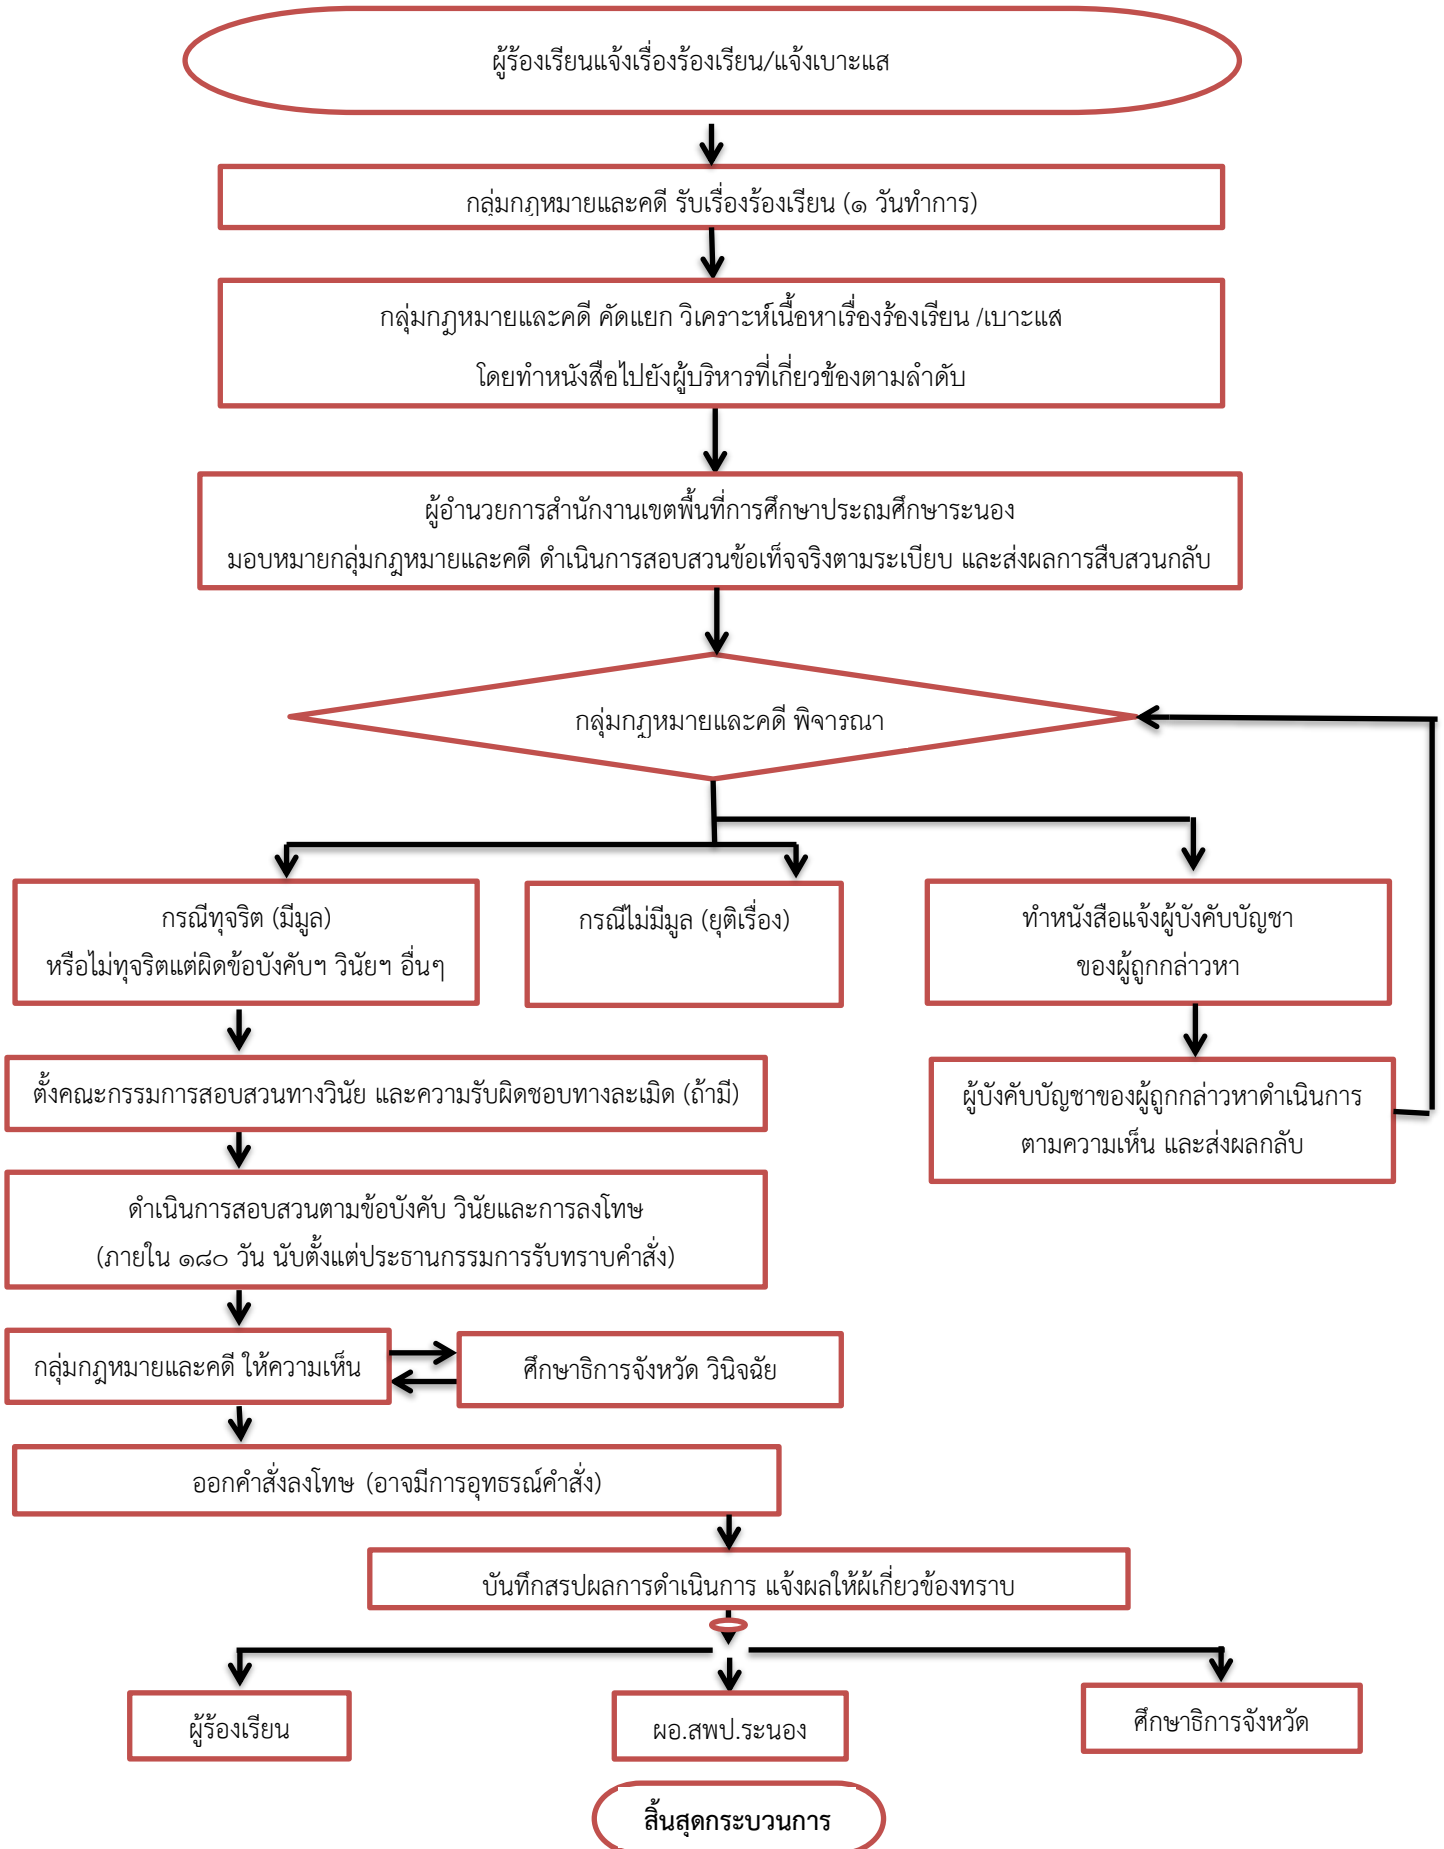 ผู้ร้องเรียนแจ้งเรื่องร้องเรียน/แจ้งเบาะแส
กลุ่มกฎหมายและคดี รับเรื่องร้องเรียน (๑ วันทำการ)
กลุ่มกฎหมายและคดี คัดแยก วิเคราะห์เนื้อหาเรื่องร้องเรียน /เบาะแส
โดยทำหนังสือไปยังผู้บริหารที่เกี่ยวข้องตามลำดับ
ผู้อำนวยการสำนักงานเขตพื้นที่การศึกษาประถมศึกษาระนอง
มอบหมายกลุ่มกฎหมายและคดี ดำเนินการสอบสวนข้อเท็จจริงตามระเบียบ และส่งผลการสืบสวนกลับ
กลุ่มกฎหมายและคดี พิจารณา
กรณีทุจริต (มีมูล)
หรือไม่ทุจริตแต่ผิดข้อบังคับฯ วินัยฯ อื่นๆ
กรณีไม่มีมูล (ยุติเรื่อง)
ทำหนังสือแจ้งผู้บังคับบัญชา
ของผู้ถูกกล่าวหา
ตั้งคณะกรรมการสอบสวนทางวินัย และความรับผิดชอบทางละเมิด (ถ้ามี)
ผู้บังคับบัญชาของผู้ถูกกล่าวหาดำเนินการ
ตามความเห็น และส่งผลกลับ
ดำเนินการสอบสวนตามข้อบังคับ วินัยและการลงโทษ
(ภายใน ๑๘๐ วัน นับตั้งแต่ประธานกรรมการรับทราบคำสั่ง)
กลุ่มกฎหมายและคดี ให้ความเห็น
ศึกษาธิการจังหวัด วินิจฉัย
ออกคำสั่งลงโทษ (อาจมีการอุทธรณ์คำสั่ง)
บันทึกสรุปผลการดำเนินการ แจ้งผลให้ผู้เกี่ยวข้องทราบ
ผู้ร้องเรียน
ผอ.สพป.ระนอง
ศึกษาธิการจังหวัด
สิ้นสุดกระบวนการ